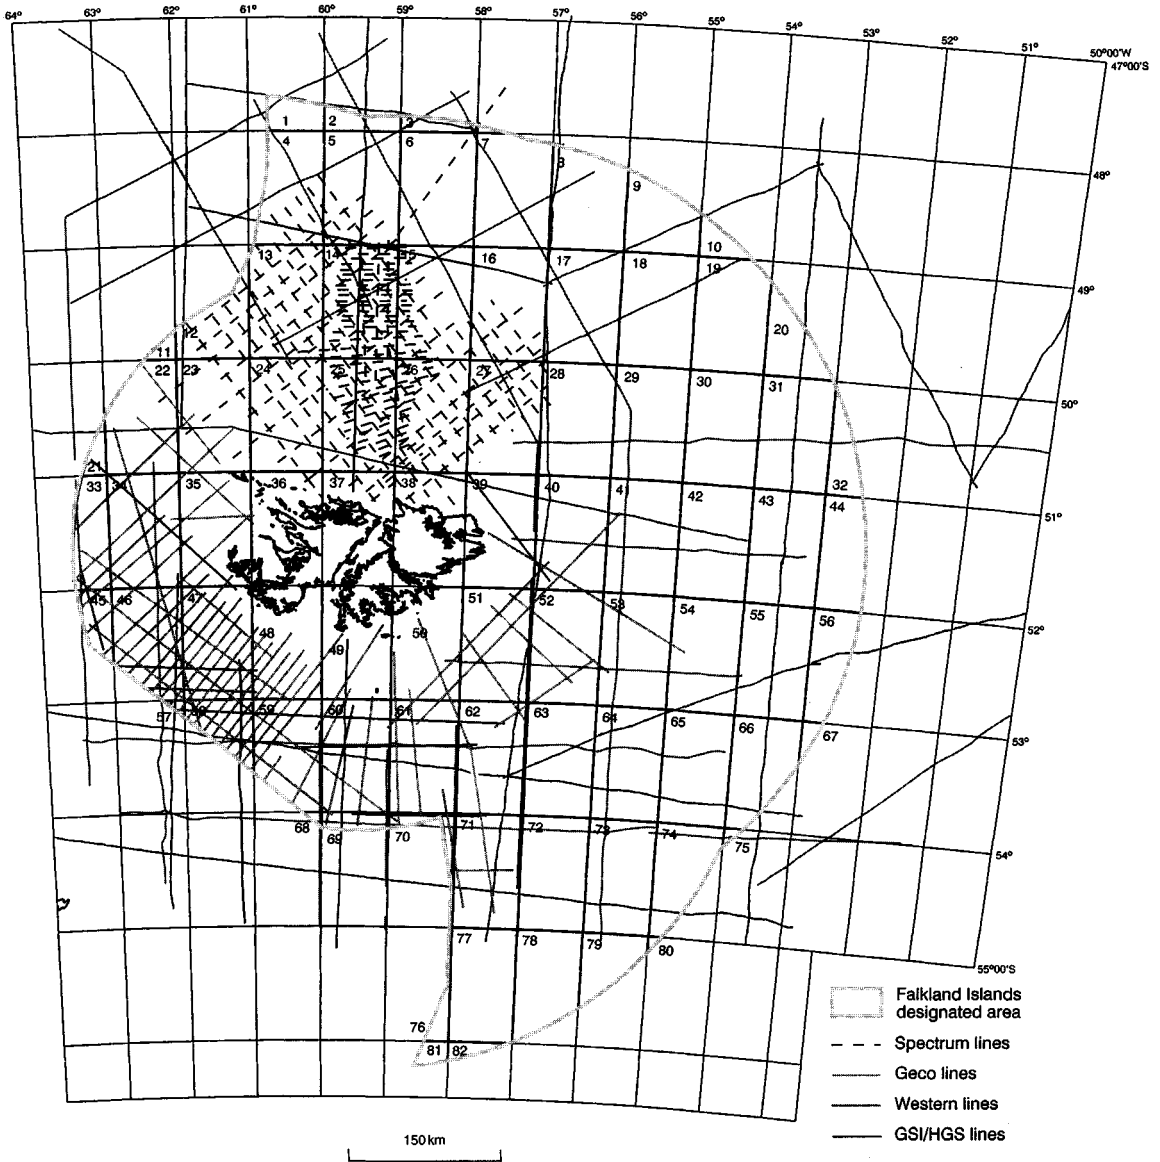 64° 63° 62° 61° 60° 59° 58° 57° 56° 55° 54° 53° 52° 51° 50°00'W
47°00'S
1 2 3
4 5 6 7
8
48°
9
10
13 14 15 16 17 18 19
49°
12 20
11
22 23 24 25 26 27 28 29 30 31
50°
21 32
33 34 35 36 37 38 39 40 41 42 43 44
51°
45 46 47 51 52 53 54 55 56
52°
48 49 50
57 58 59 60 61 62 63 64 65 66 67
53°
68 69 70 71 72 73 74 75
54°
77 78 79 80
55°00'S
76
81 82
Falkland Islands
designated area
Spectrum lines
Geco lines
Western lines
GSI/HGS lines
150 km